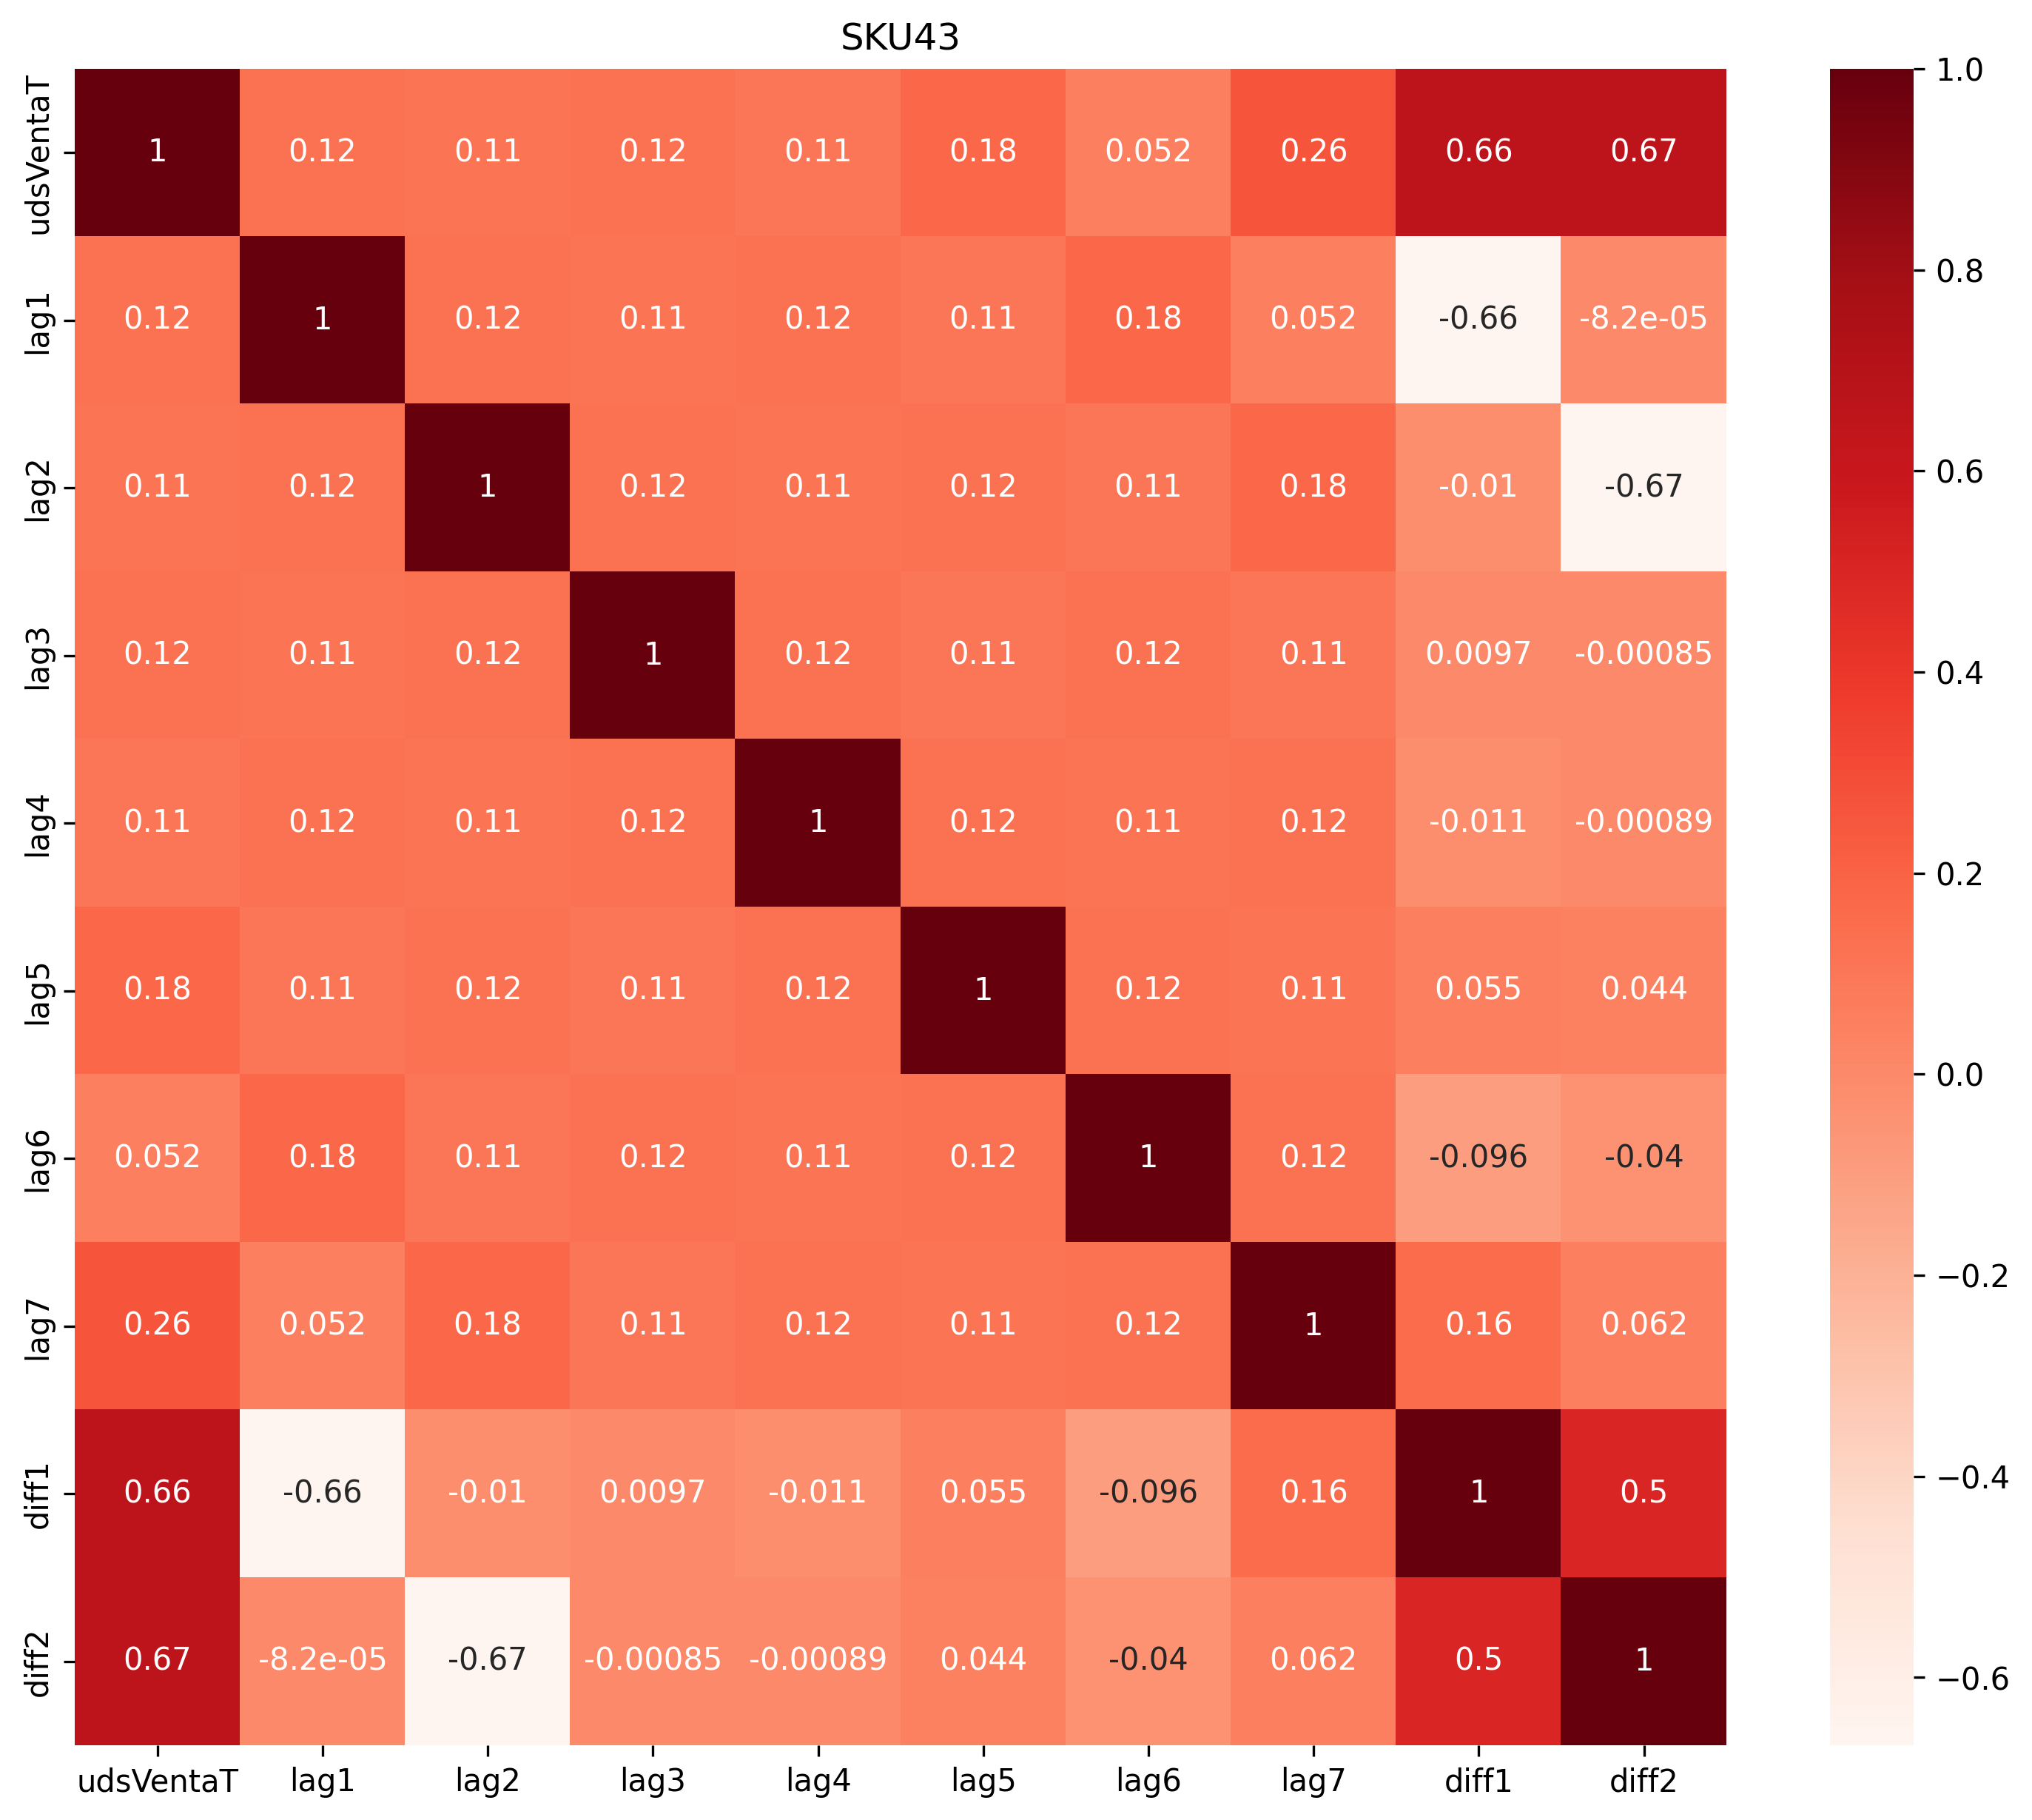 SKU43
udsVentaT 1 0.12 0.11 0.12 0.11 0.18 0.052 0.26 0.66 0.67
lag1 0.12 1 0.12 0.11 0.12 0.11 0.18 0.052 -0.66 -8.2e-05
lag2 0.11 0.12 1 0.12 0.11 0.12 0.11 0.18 -0.01 -0.67
lag3 0.12 0.11 0.12 1 0.12 0.11 0.12 0.11 0.0097 -0.00085
lag4 0.11 0.12 0.11 0.12 1 0.12 0.11 0.12 -0.011 -0.00089
lag5 0.18 0.11 0.12 0.11 0.12 1 0.12 0.11 0.055 0.044
lag6 0.052 0.18 0.11 0.12 0.11 0.12 1 0.12 -0.096 -0.04
lag7 0.26 0.052 0.18 0.11 0.12 0.11 0.12 1 0.16 0.062
diff1 0.66 -0.66 -0.01 0.0097 -0.011 0.055 -0.096 0.16 1 0.5
diff2 0.67 -8.2e-05 -0.67 -0.00085 -0.00089 0.044 -0.04 0.062 0.5 1
udsVentaT lag1 lag2 lag3 lag4 lag5 lag6 lag7 diff1 diff2
1.0
0.8
0.6
0.4
0.2
0.0
−0.2
−0.4
−0.6